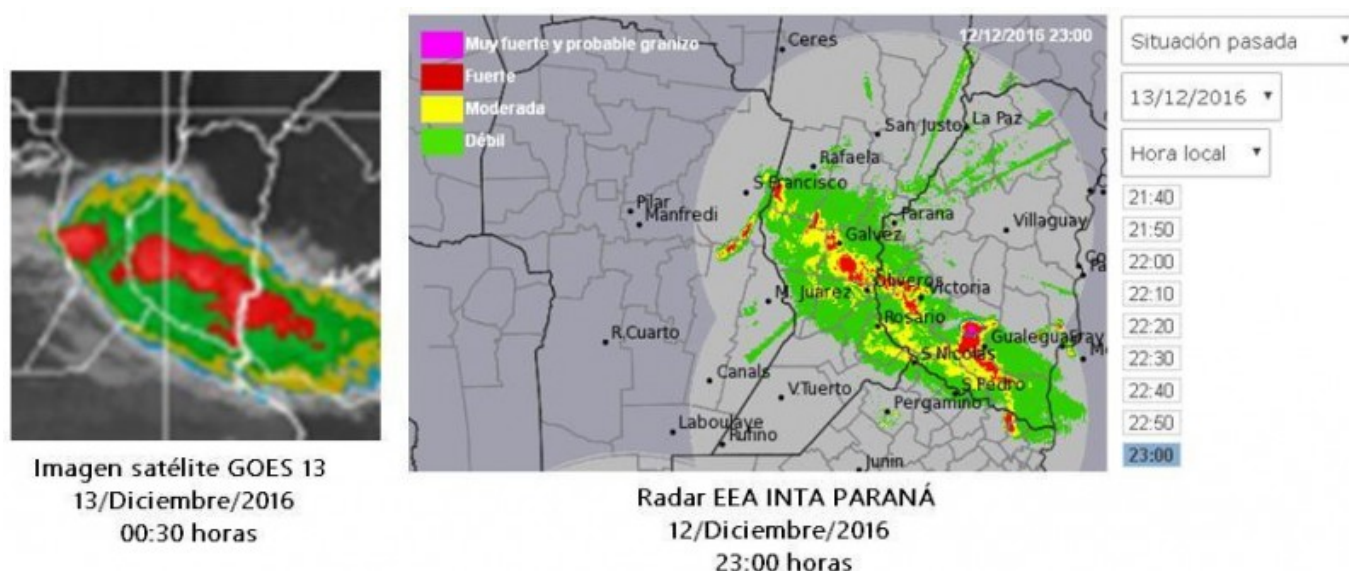 Muy fuerte y probable granizo
Fuerte
Moderada
Débil
12/12/2016 23:00
Ceres
San Justo
La Paz
Rafaela
S Francisco
Pilar
Manfredi
Parana
Villaguay
Galvez
Oliveros
Victoria
M. Juárez
Rosario
R.Cuarto
Gualeguay
Fray
S Nicolas
Canals
V.Tuerto
S.Pedro
Pergamino
Laboulaye
Rufino
Junin
Situación pasada
13/12/2016
Hora local
21:40
21:50
22:00
22:10
22:20
22:30
22:40
22:50
23:00
Imagen satélite GOES 13
13/Diciembre/2016
00:30 horas
Radar EEA INTA PARANÁ
12/Diciembre/2016
23:00 horas